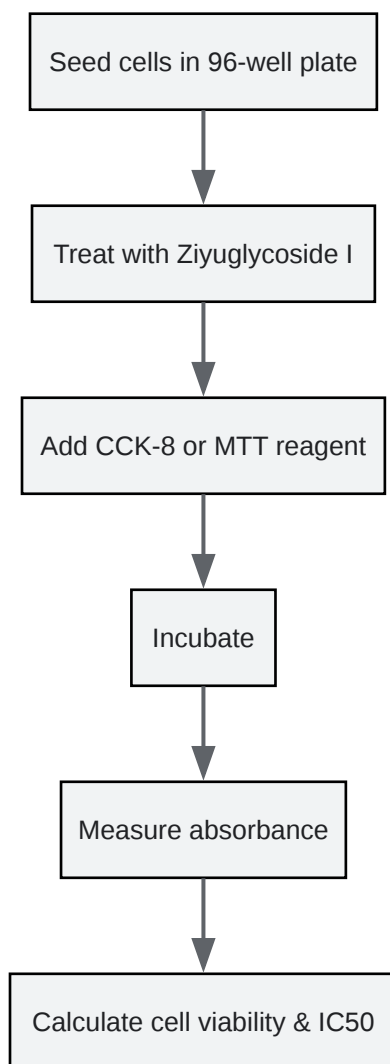 Seed cells in 96-well plate
Treat with Ziyuglycoside I
Add CCK-8 or MTT reagent
Incubate
Measure absorbance
Calculate cell viability & IC50